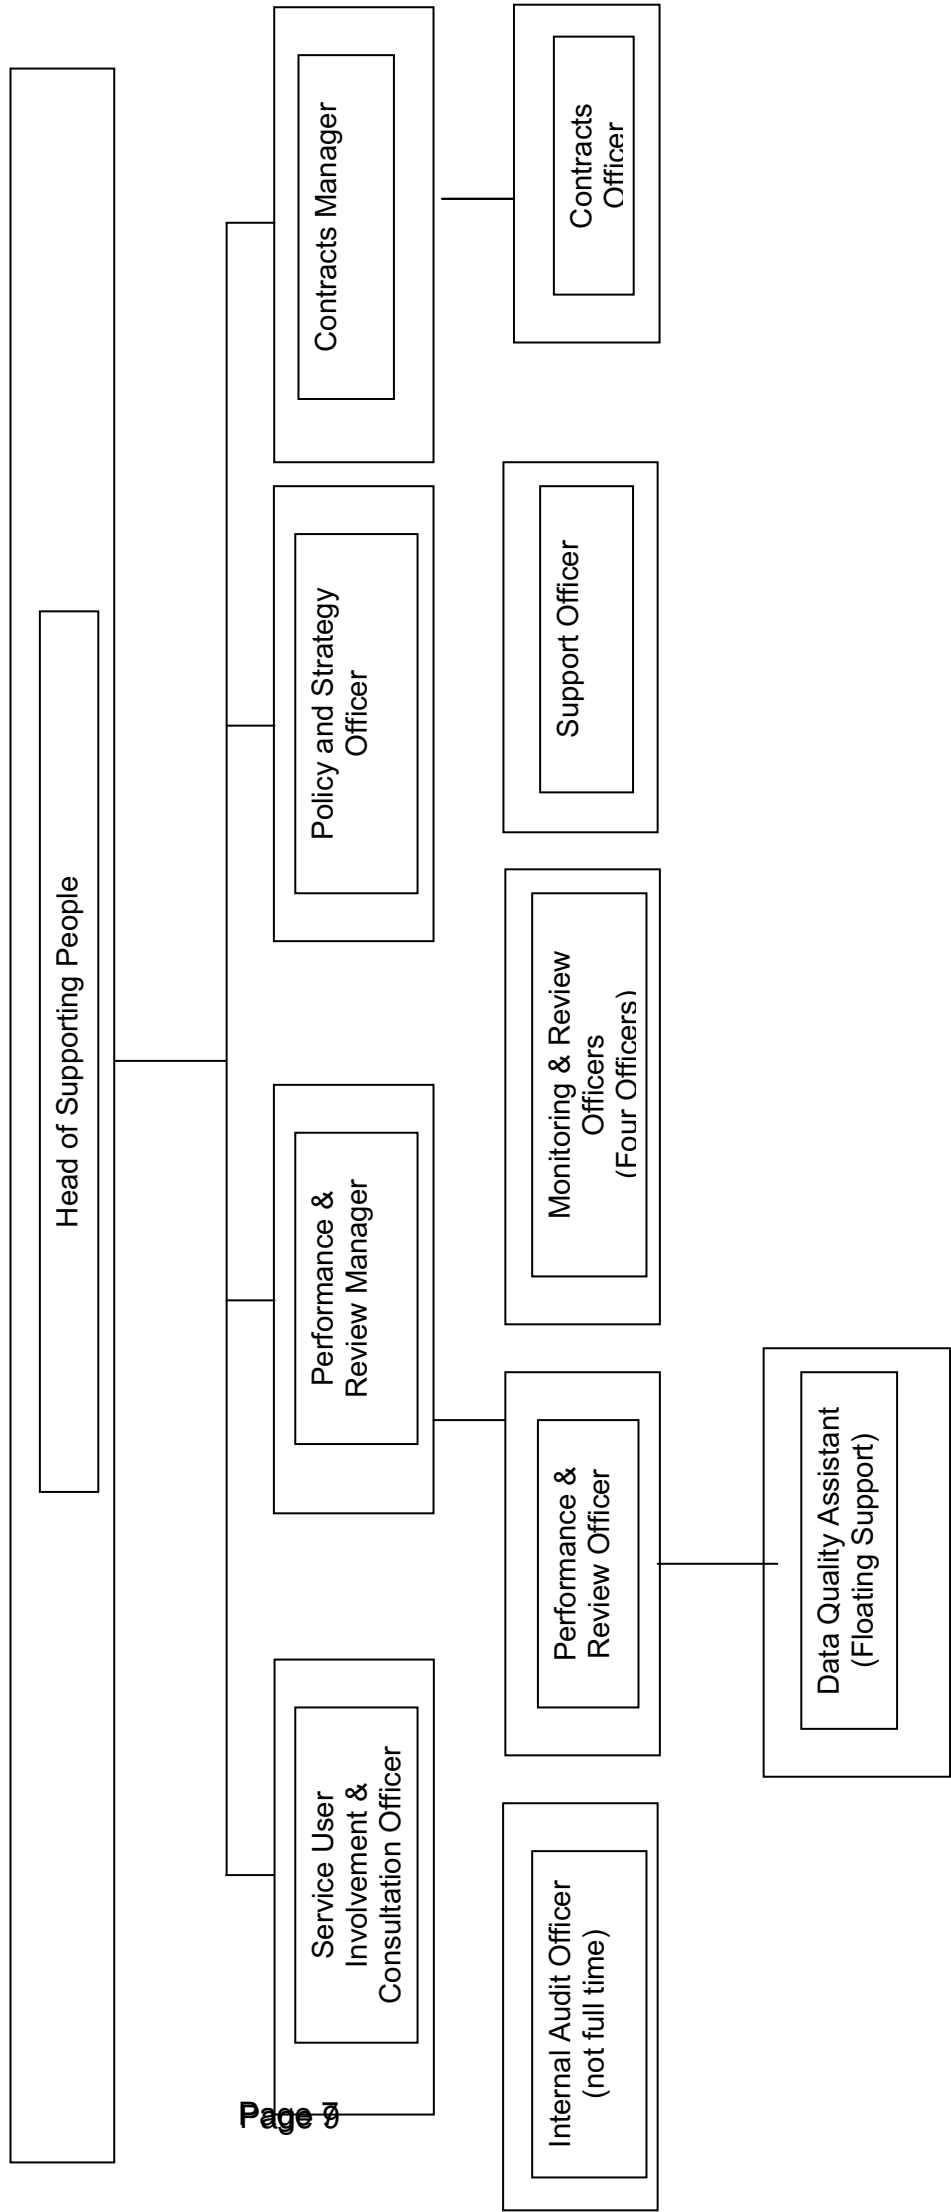 Head of Supporting People
Service User
Involvement &
Consultation Officer
Performance &
Review Manager
Policy and Strategy
Officer
Contracts Manager
Internal Audit Officer
(not full time)
Performance &
Review Officer
Monitoring & Review
Officers
(Four Officers)
Support Officer
Contracts
Officer
Data Quality Assistant
(Floating Support)
Page